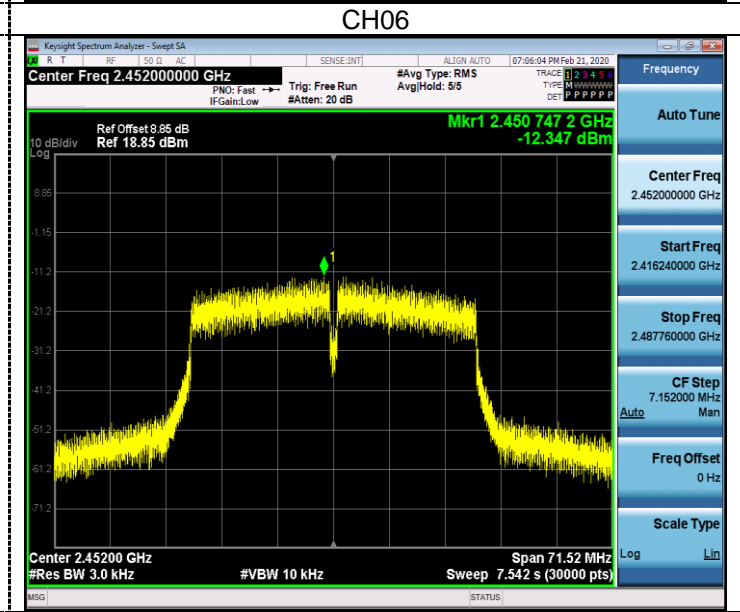 CH06
Keysight Spectrum Analyzer - Swept SA
LXI R T RF 50 Ω AC SENSE:INT ALIGN AUTO 07:06:04 PM Feb 21, 2020
Center Freq 2.452000000 GHz
PNO: Fast
IFGain:Low
Trig: Free Run
#Atten: 20 dB
#Avg Type: RMS
Avg|Hold: 5/5
TRACE 1 2 3 4 5 6
TYPE M WWWWW
DET P P P P P P
Frequency
Auto Tune
Center Freq
2.452000000 GHz
Start Freq
2.416240000 GHz
Stop Freq
2.487760000 GHz
CF Step
7.152000 MHz
Auto Man
Freq Offset
0 Hz
Scale Type
Log Lin
Mkr1 2.450 747 2 GHz
-12.347 dBm
Ref Offset 8.85 dB
10 dB/div Ref 18.85 dBm
Log
8.85
-1.15
-11.2
-21.2
-31.2
-41.2
-51.2
-61.2
-71.2
1
Center 2.45200 GHz Span 71.52 MHz
#Res BW 3.0 kHz #VBW 10 kHz Sweep 7.542 s (30000 pts)
MSG STATUS